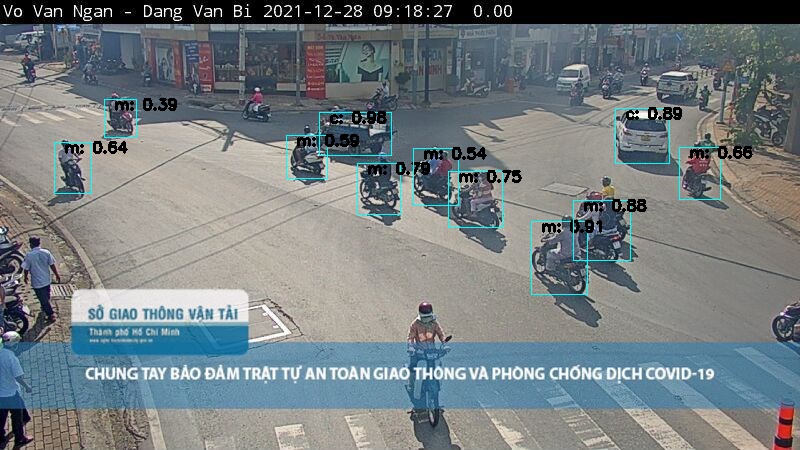 Vo Van Ngan - Dang Van Bi 2021-12-28 09:18:27 0.00
m: 0.39
c: 0.98
c: 0.89
m: 0.64
m: 0.59
m: 0.79
m: 0.54
m: 0.75
m: 0.66
m: 0.88
m: 0.91
SỞ GIAO THÔNG VẬN TẢI
Thành phố Hồ Chí Minh
CHUNG TAY BẢO ĐẢM TRẬT TỰ AN TOÀN GIAO THÔNG VÀ PHÒNG CHỐNG DỊCH COVID-19